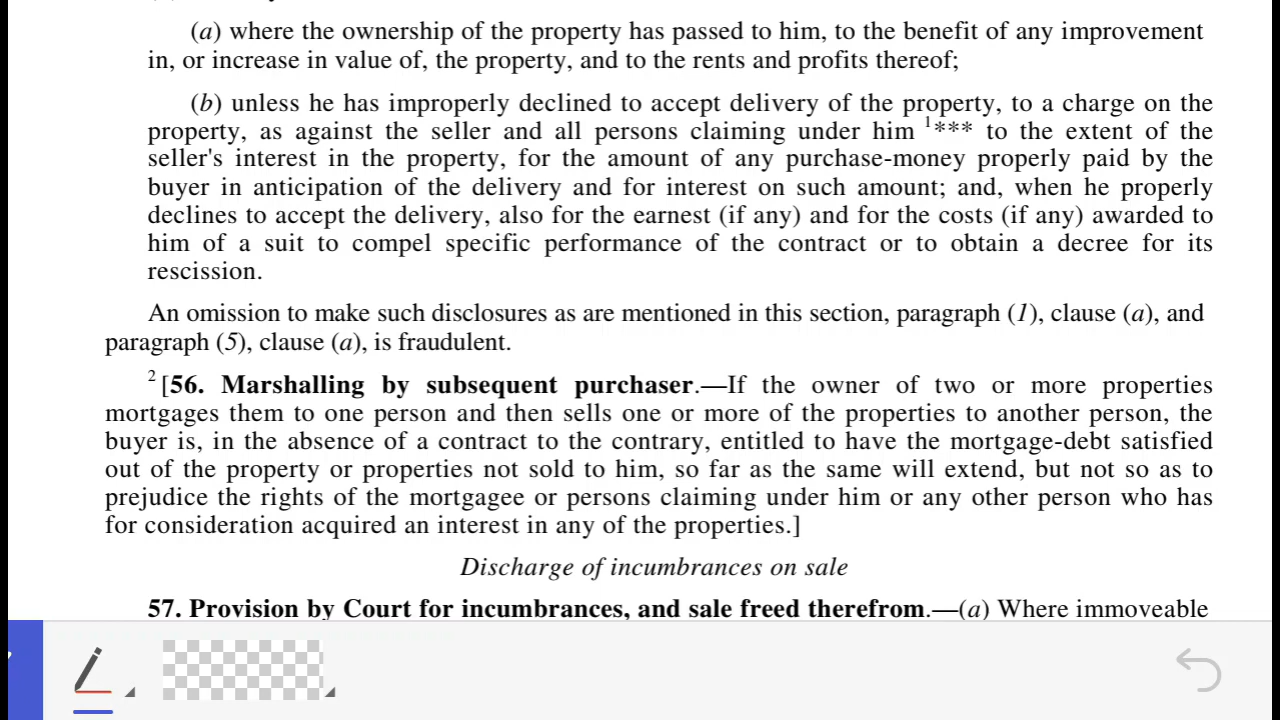 (a) where the ownership of the property has passed to him, to the benefit of any improvement
in, or increase in value of, the property, and to the rents and profits thereof;
(b) unless he has improperly declined to accept delivery of the property, to a charge on the
property, as against the seller and all persons claiming under him 1*** to the extent of the
seller's interest in the property, for the amount of any purchase-money properly paid by the
buyer in anticipation of the delivery and for interest on such amount; and, when he properly
declines to accept the delivery, also for the earnest (if any) and for the costs (if any) awarded to
him of a suit to compel specific performance of the contract or to obtain a decree for its
rescission.
An omission to make such disclosures as are mentioned in this section, paragraph (1), clause (a), and
paragraph (5), clause (a), is fraudulent.
2 [56. Marshalling by subsequent purchaser.—If the owner of two or more properties
mortgages them to one person and then sells one or more of the properties to another person, the
buyer is, in the absence of a contract to the contrary, entitled to have the mortgage-debt satisfied
out of the property or properties not sold to him, so far as the same will extend, but not so as to
prejudice the rights of the mortgagee or persons claiming under him or any other person who has
for consideration acquired an interest in any of the properties.]
Discharge of incumbrances on sale
57. Provision by Court for incumbrances, and sale freed therefrom.—(a) Where immoveable